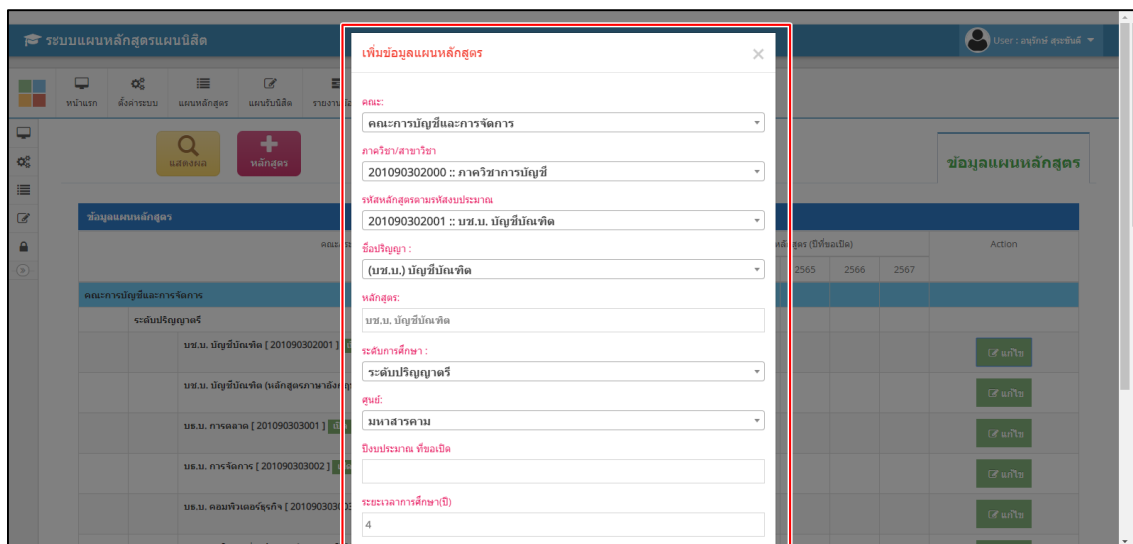 ระบบแผนหลักสูตรแผนนิสิต
User : อนุรักษ์ สุระขันตี
หน้าแรก
ตั้งค่าระบบ
แผนหลักสูตร
แผนรับนิสิต
แสดงผล
หลักสูตร
ข้อมูลแผนหลักสูตร
ข้อมูลแผนหลักสูตร
Action
2565 2566 2567
คณะการบัญชีและการจัดการ
ระดับปริญญาตรี
บช.บ. บัญชีบัณฑิต [ 201090302001 ]
แก้ไข
แก้ไข
บธ.บ. การตลาด [ 201090303001 ]
แก้ไข
บธ.บ. การจัดการ [ 201090303002 ]
แก้ไข
บธ.บ. คอมพิวเตอร์ธุรกิจ
แก้ไข
เพิ่มข้อมูลแผนหลักสูตร
คณะ:
คณะการบัญชีและการจัดการ
ภาควิชา/สาขาวิชา
201090302000 :: ภาควิชาการบัญชี
รหัสหลักสูตรตามรหัสงบประมาณ
201090302001 :: บช.บ. บัญชีบัณฑิต
ชื่อปริญญา :
(บช.บ.) บัญชีบัณฑิต
หลักสูตร:
บช.บ. บัญชีบัณฑิต
ระดับการศึกษา :
ระดับปริญญาตรี
ศูนย์:
มหาสารคาม
ปีงบประมาณ ที่ขอเปิด
ระยะเวลาการศึกษา(ปี)
4